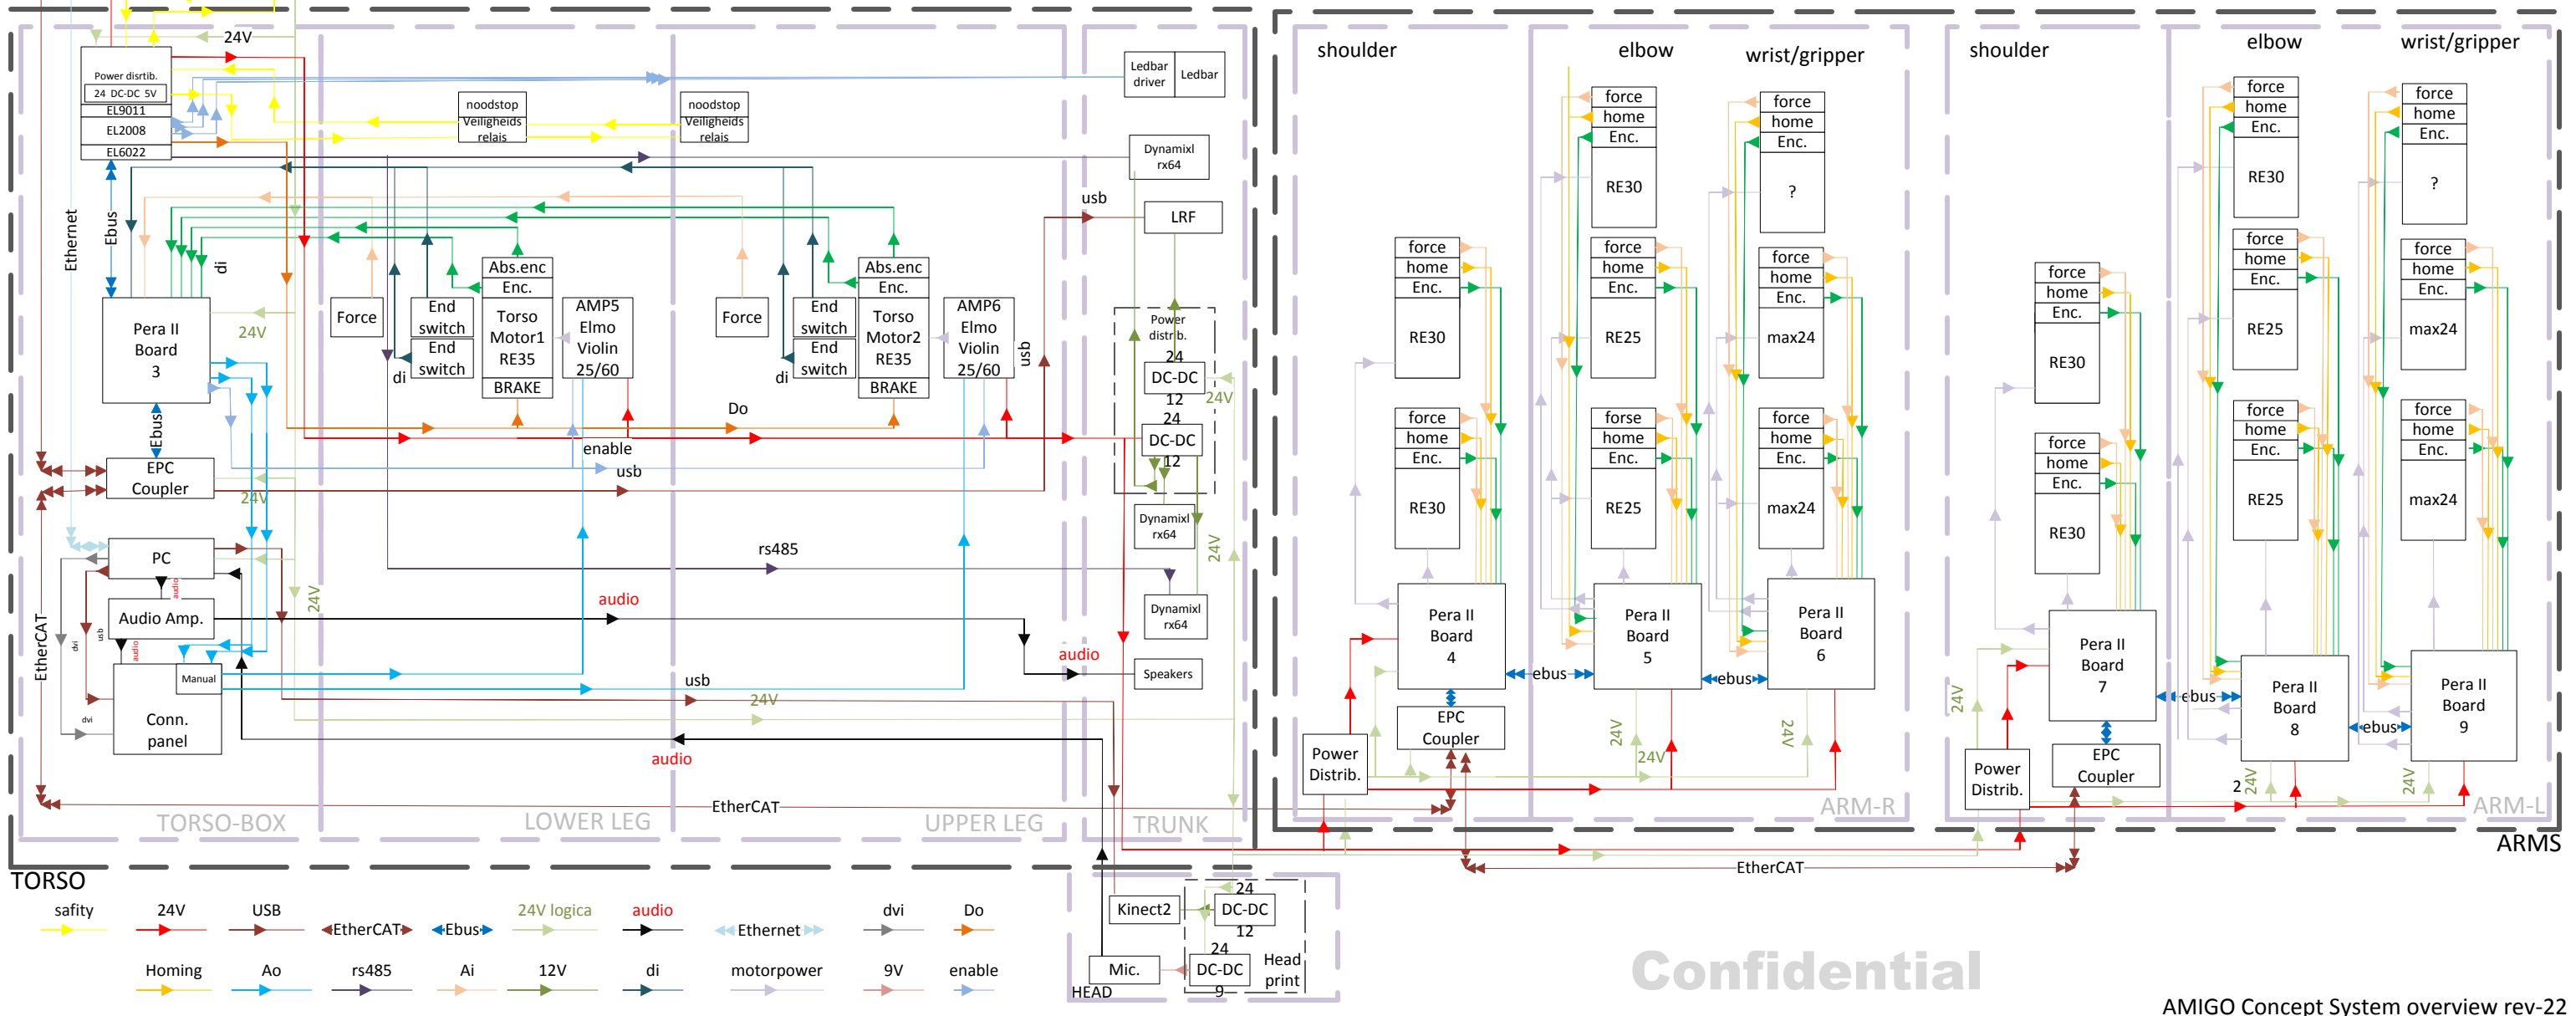 24V
Power disrtib.
24  DC-DC  5V
EL9011
EL2008
EL6022
Ethernet
Ebus
di
Pera II
Board
3
24V
Ebus
EPC
Coupler
24V
PC
audio
Audio Amp.
usb
dvi
audio
Manual
Conn.
panel
dvi
EtherCAT
24V
TORSO-BOX
noodstop
Veiligheids
relais
Force
End
switch
End
switch
di
Abs.enc
Enc.
Torso
Motor1
RE35
BRAKE
AMP5
Elmo
Violin
25/60
enable
usb
audio
LOWER LEG
noodstop
Veiligheids
relais
Force
End
switch
End
switch
di
Abs.enc
Enc.
Torso
Motor2
RE35
BRAKE
AMP6
Elmo
Violin
25/60
usb
Do
rs485
usb
24V
audio
EtherCAT
UPPER LEG
Ledbar
driver
Ledbar
Dynamixl
rx64
usb
LRF
Power
distrib.
24
DC-DC
12
24V
24
DC-DC
12
Dynamixl
rx64
24V
Dynamixl
rx64
audio
Speakers
TRUNK
TORSO
shoulder
elbow
wrist/gripper
force
home
Enc.
RE30
force
home
Enc.
RE30
Pera II
Board
4
EPC
Coupler
Power
Distrib.
ebus
force
home
Enc.
RE30
force
home
Enc.
RE25
forse
home
Enc.
RE25
Pera II
Board
5
24V
24V
ebus
force
home
Enc.
?
force
home
Enc.
max24
force
home
Enc.
max24
Pera II
Board
6
24V
ARM-R
shoulder
elbow
wrist/gripper
force
home
Enc.
RE30
force
home
Enc.
RE30
Pera II
Board
7
24V
EPC
Coupler
Power
Distrib.
ebus
force
home
Enc.
RE30
force
home
Enc.
RE25
force
home
Enc.
RE25
Pera II
Board
8
2
24V
ebus
force
home
Enc.
?
force
home
Enc.
max24
force
home
Enc.
max24
Pera II
Board
9
24V
ARM-L
ARMS
EtherCAT
Kinect2
24
DC-DC
12
24
DC-DC
9
Mic.
Head
print
HEAD
safity
24V
USB
EtherCAT
Ebus
24V logica
audio
Ethernet
dvi
Do
Homing
Ao
rs485
Ai
12V
di
motorpower
9V
enable
Confidential
AMIGO Concept System overview rev-22